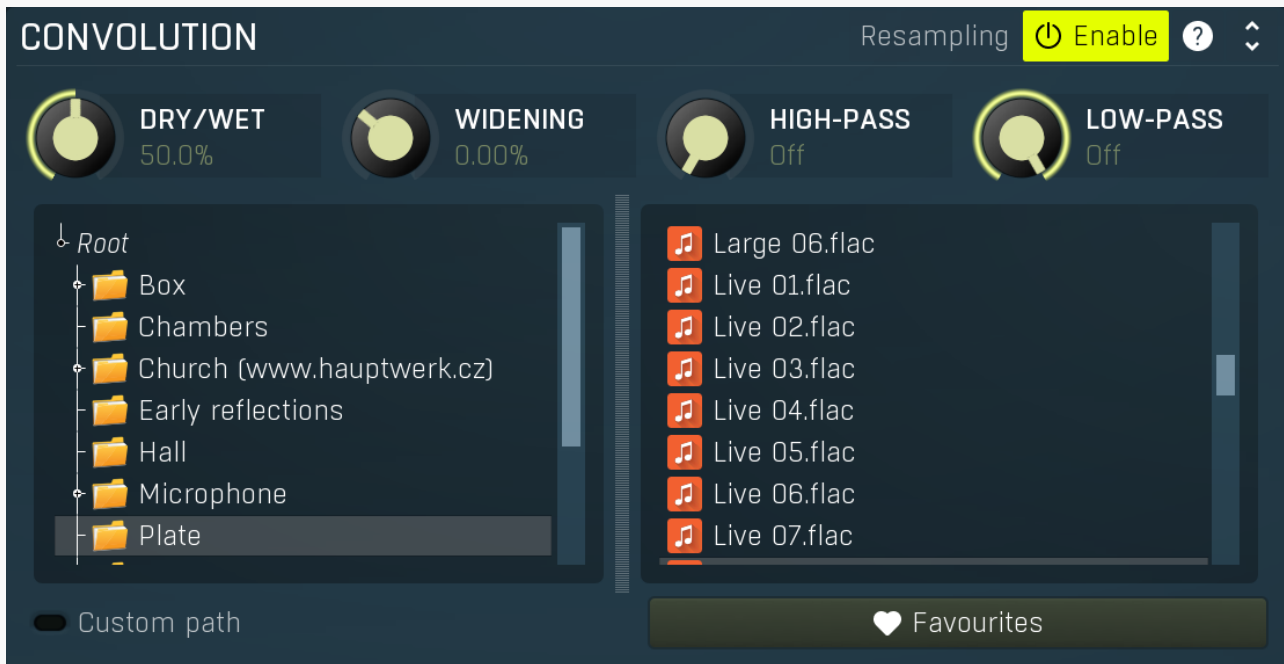 CONVOLUTION Resampling Enable ?
DRY/WET WIDENING HIGH-PASS LOW-PASS
50.0% 0.00% Off Off
Root
Box
Chambers
Church (www.hauptwerk.cz)
Early reflections
Hall
Microphone
Plate
Large 06.flac
Live 01.flac
Live 02.flac
Live 03.flac
Live 04.flac
Live 05.flac
Live 06.flac
Live 07.flac
Custom path
Favourites